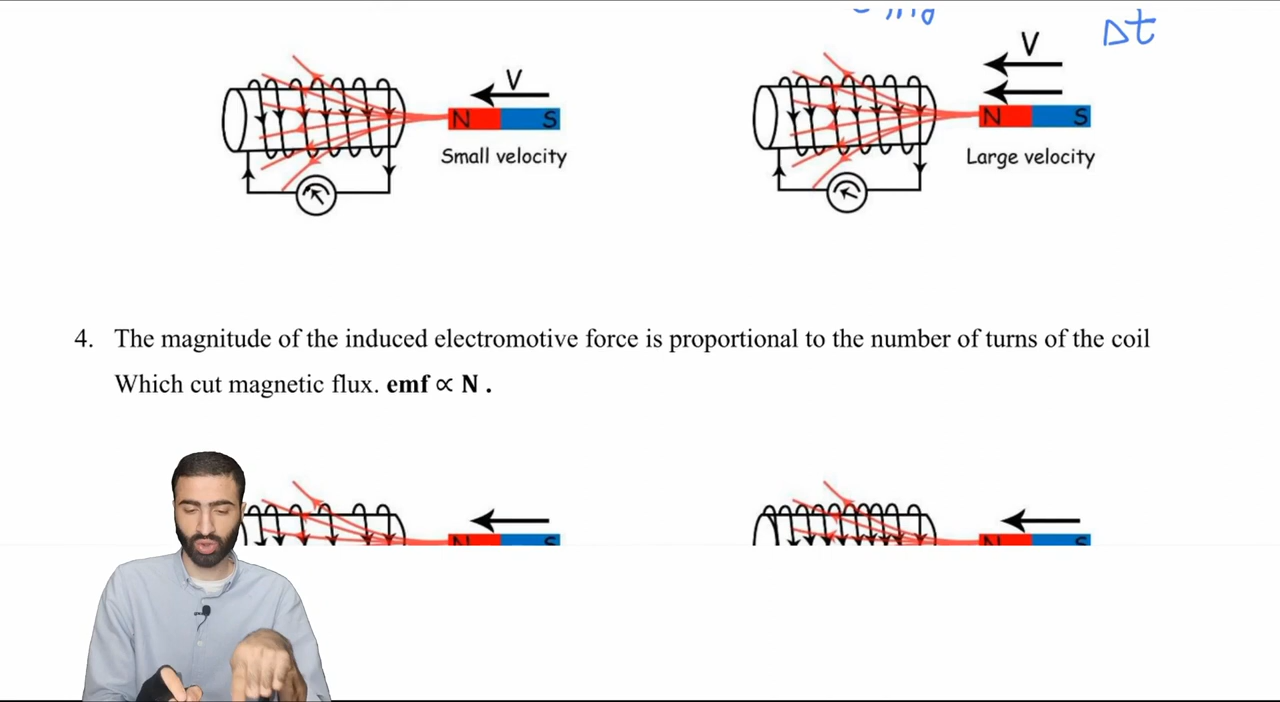 Δt
V
V
N S
N S
Small velocity
Large velocity
4. The magnitude of the induced electromotive force is proportional to the number of turns of the coil
Which cut magnetic flux. emf ∝ N .
N S
N S